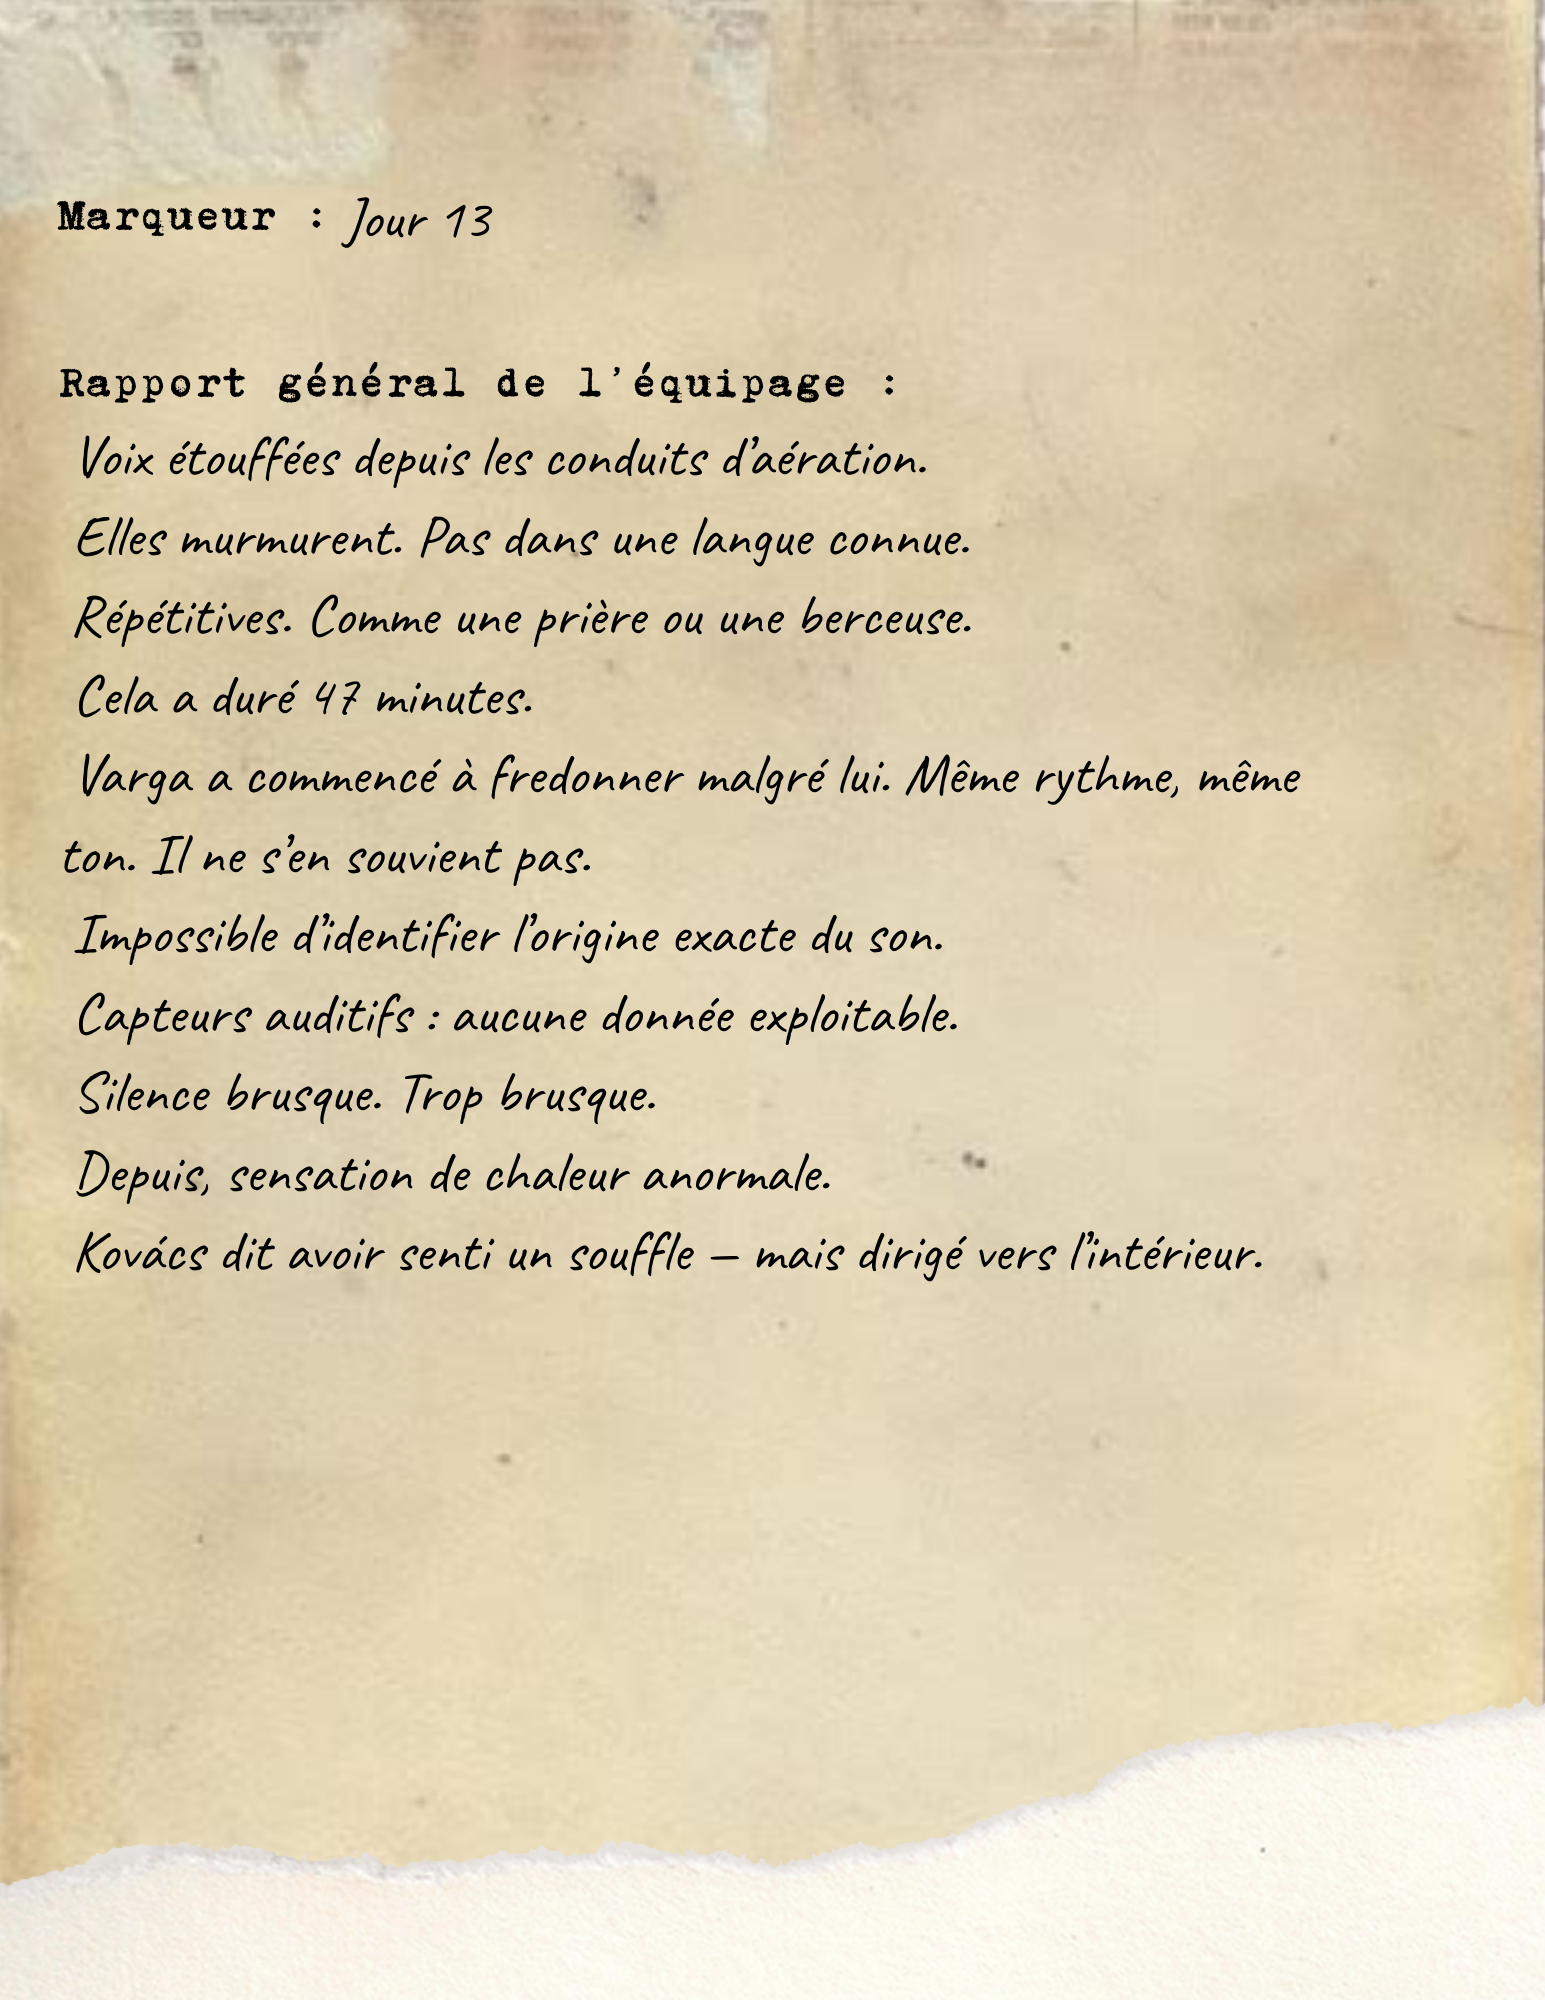 Marqueur : Jour 13
Rapport général de l'équipage :
Voix étouffées depuis les conduits d’aération.
Elles murmurent. Pas dans une langue connue.
Répétitives. Comme une prière ou une berceuse.
Cela a duré 47 minutes.
Varga a commencé à fredonner malgré lui. Même rythme, même
ton. Il ne s’en souvient pas.
Impossible d’identifier l’origine exacte du son.
Capteurs auditifs : aucune donnée exploitable.
Silence brusque. Trop brusque.
Depuis, sensation de chaleur anormale.
Kovács dit avoir senti un souffle — mais dirigé vers l’intérieur.